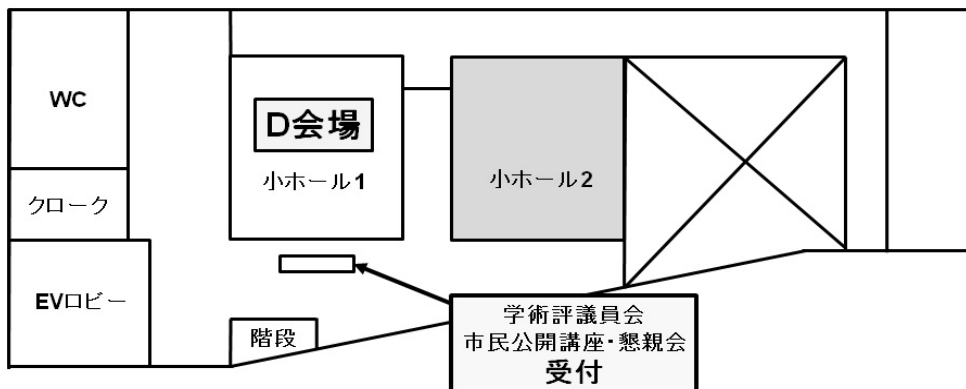 WC
D会場
小ホール1
小ホール2
クローク
EVロビー
階段
学術評議員会
市民公開講座・懇親会
受付